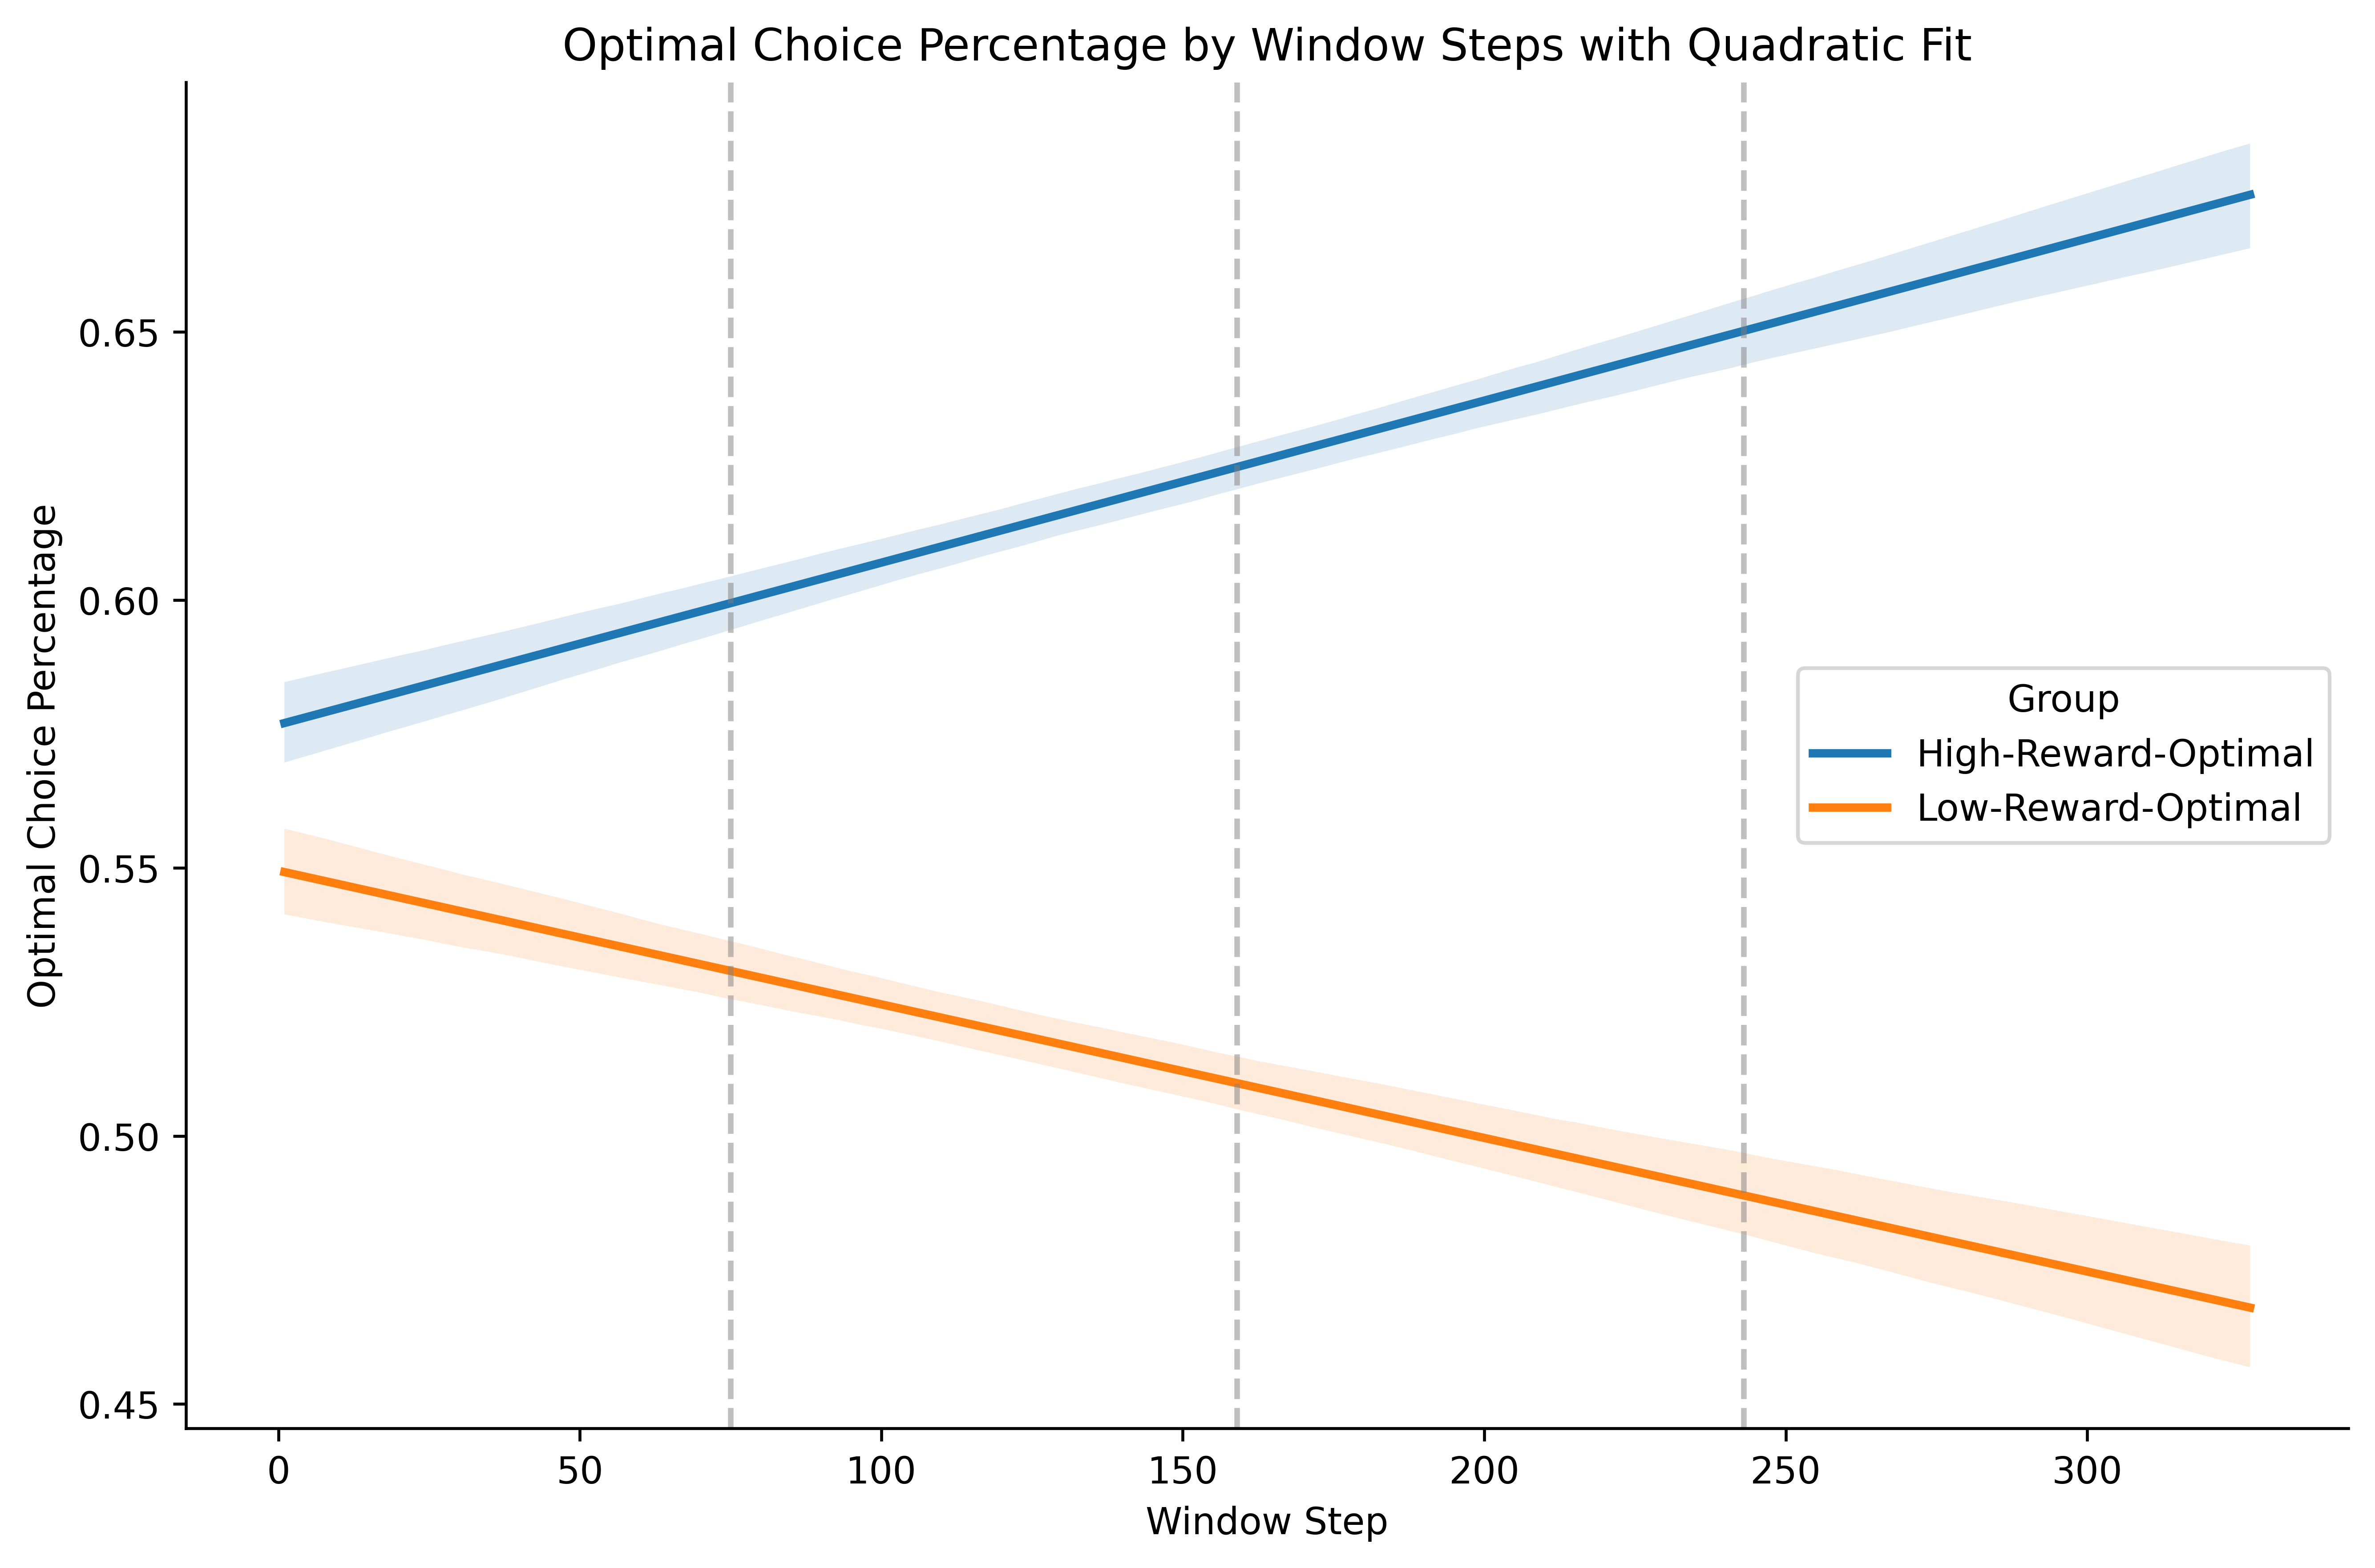 Optimal Choice Percentage by Window Steps with Quadratic Fit
Optimal Choice Percentage
0.65
0.60
0.55
0.50
0.45
Group
High-Reward-Optimal
Low-Reward-Optimal
0 50 100 150 200 250 300
Window Step